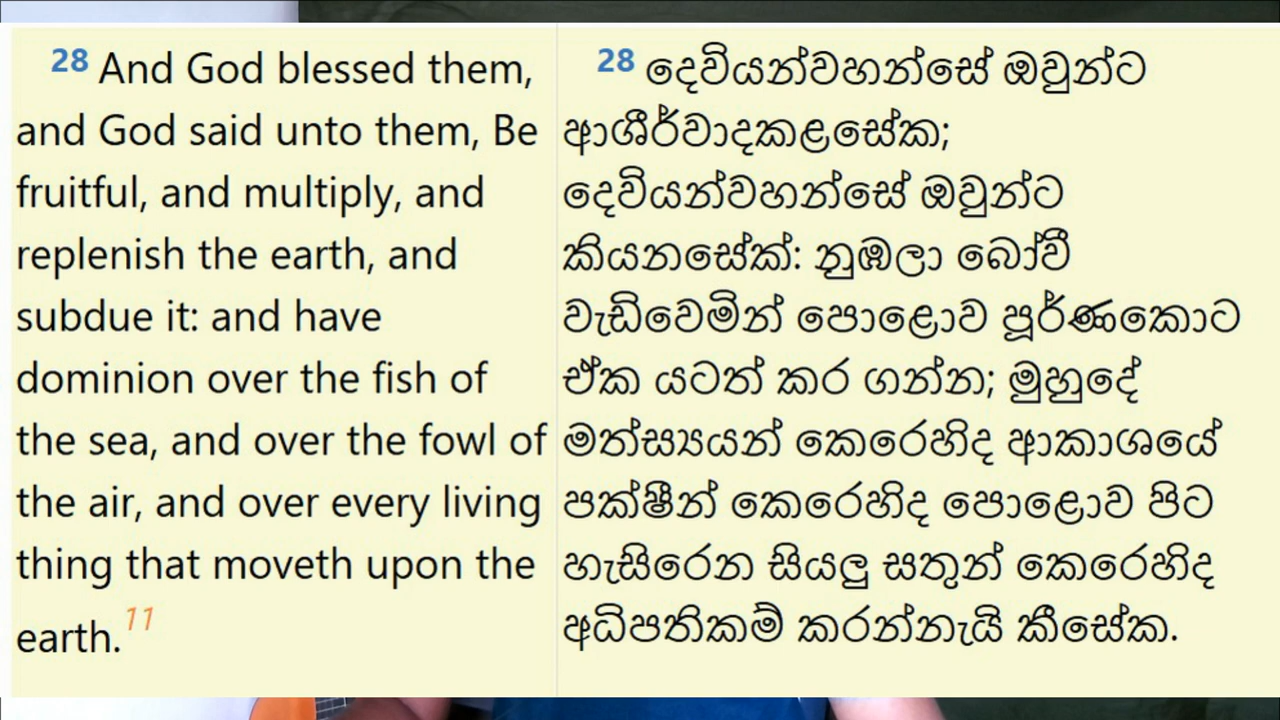 28 And God blessed them,
and God said unto them, Be
fruitful, and multiply, and
replenish the earth, and
subdue it: and have
dominion over the fish of
the sea, and over the fowl of
the air, and over every living
thing that moveth upon the
earth.11
28 දෙවියන්වහන්සේ ඔවුන්ට
ආශීර්වාදකළසේක;
දෙවියන්වහන්සේ ඔවුන්ට
කියනසේක්: නුඹලා බෝවී
වැඩිවෙමින් පොළොව පූර්ණකොට
ඒක යටත් කර ගන්න; මුහුදේ
මත්ස්‍යයන් කෙරෙහිද ආකාශයේ
පක්ෂීන් කෙරෙහිද පොළොව පිට
හැසිරෙන සියලු සතුන් කෙරෙහිද
අධිපතිකම් කරන්නැයි කීසේක.